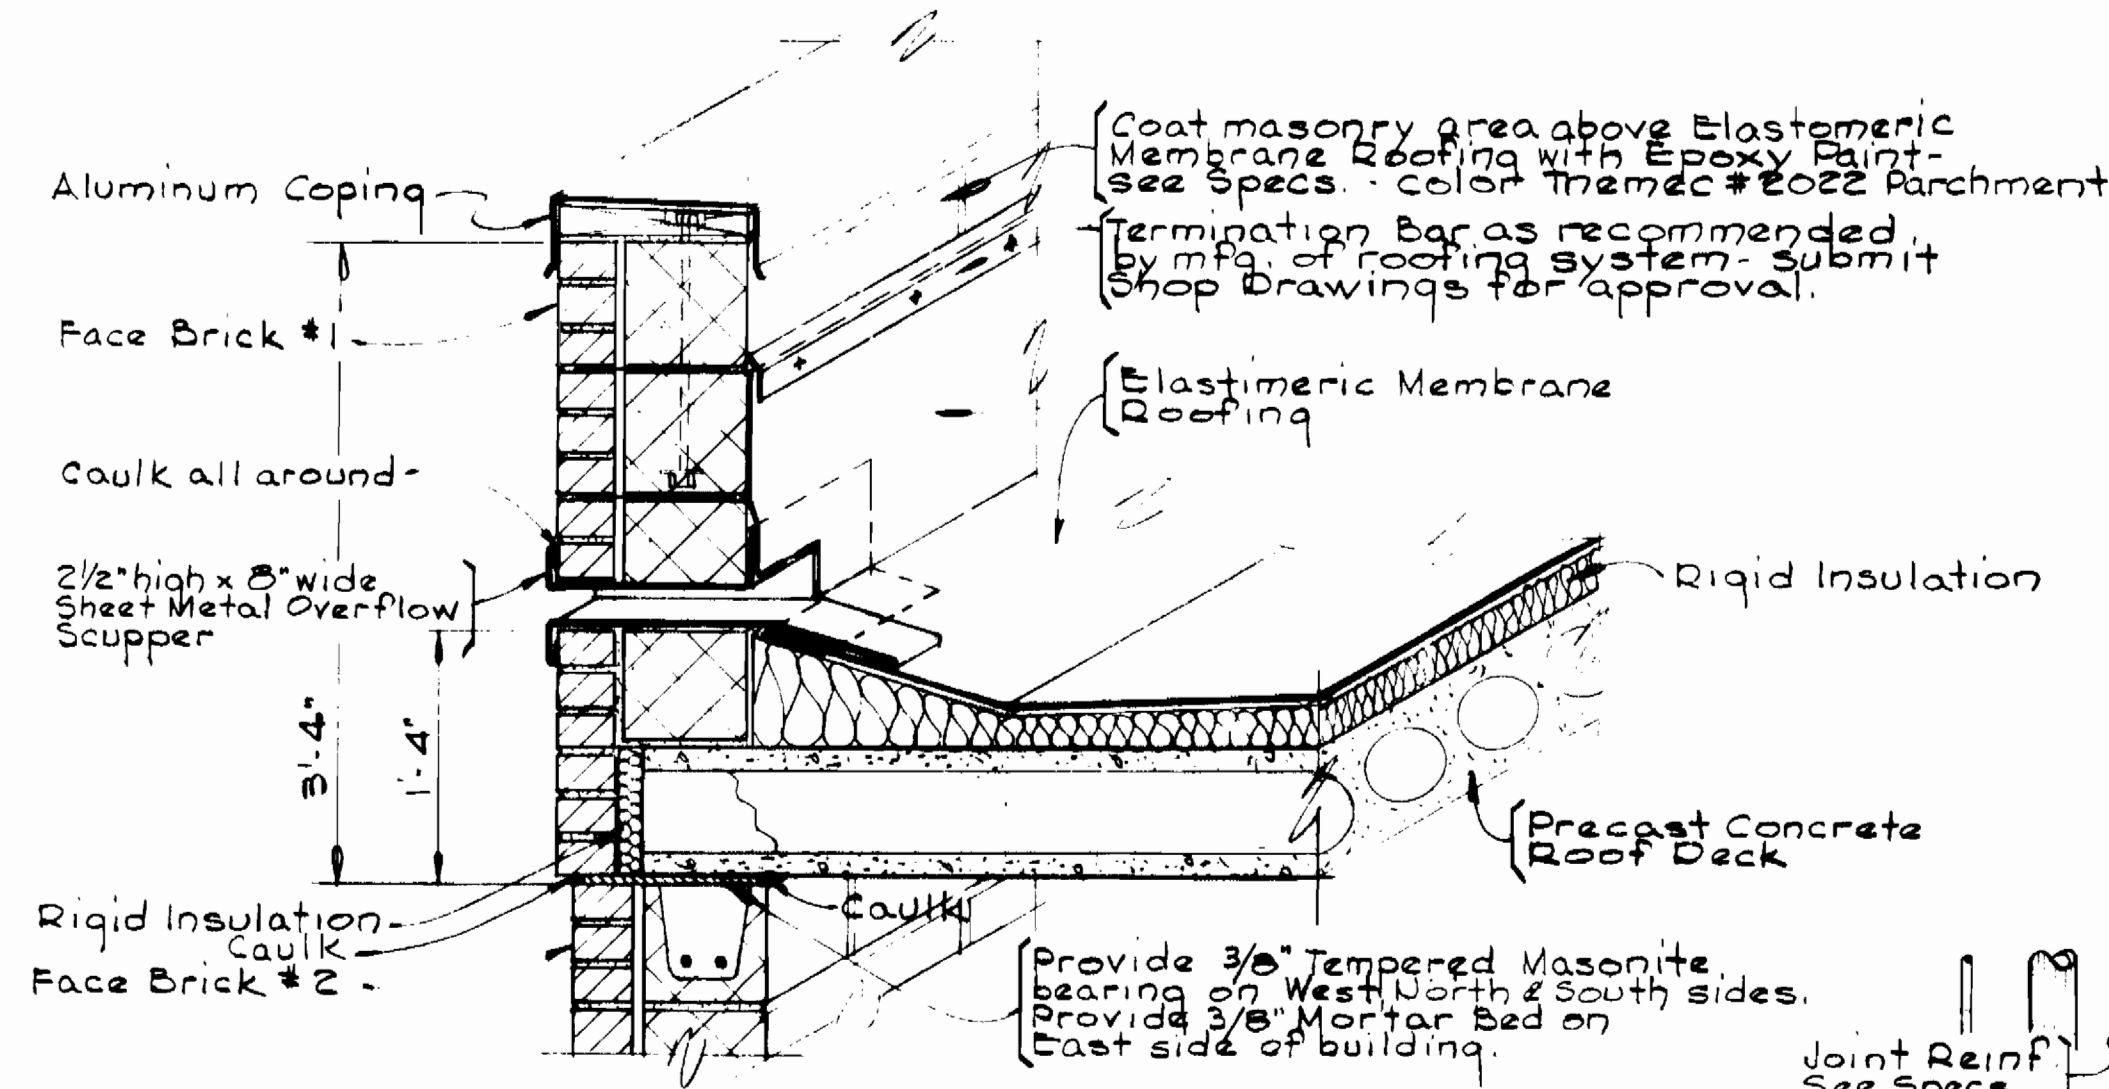 Aluminum Coping
Face Brick #1
Caulk all around
2 1/2" high x 8" wide
Sheet Metal Overflow
Scupper
3'-4"
1'-4"
Rigid Insulation
Caulk
Face Brick #2
Coat masonry area above Elastomeric
Membrane Roofing with Epoxy Paint-
see Specs. - Color Tnemec #2022 Parchment
Termination Bar as recommended
by mfg. of roofing system- submit
Shop Drawings for approval.
Elastimeric Membrane
Roofing
Rigid Insulation
Precast Concrete
Roof Deck
Caulk
Provide 3/8" Tempered Masonite
bearing on West, North & South sides.
Provide 3/8" Mortar Bed on
East side of building.
Joint Reinf.
See Specs